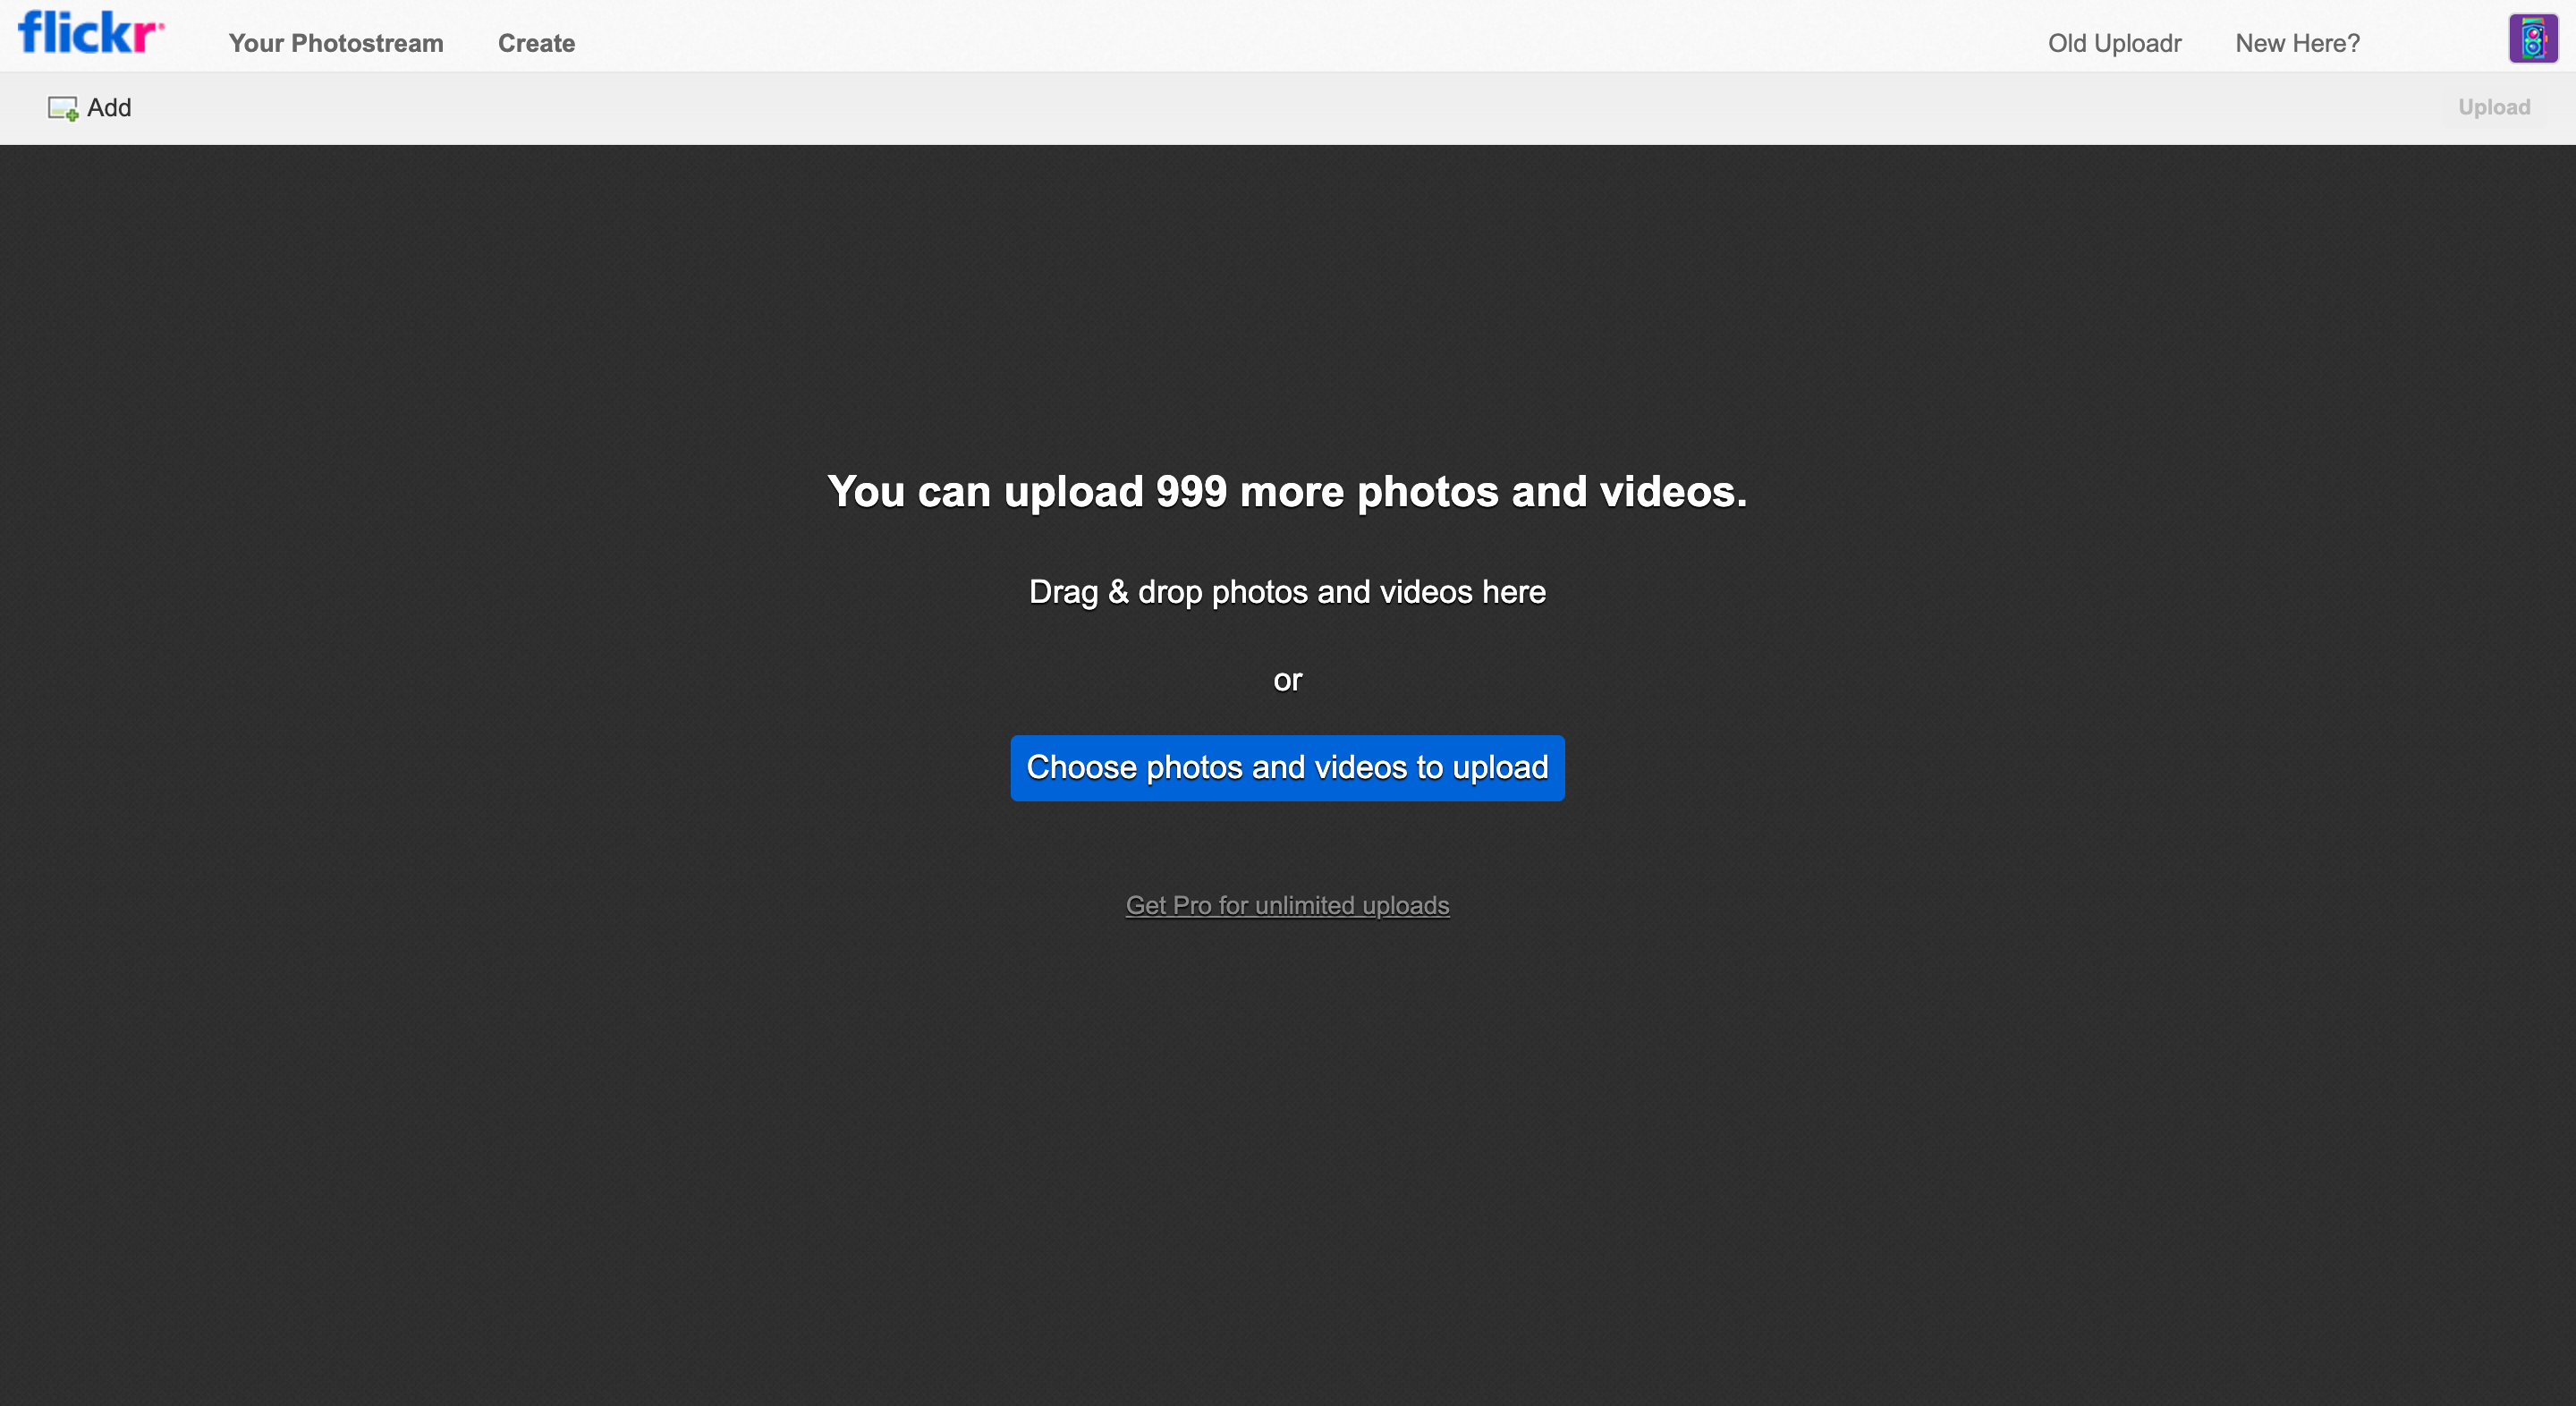 flickr
Your Photostream
Create
Old Uploadr
New Here?
Add
Upload
You can upload 999 more photos and videos.
Drag & drop photos and videos here
or
Choose photos and videos to upload
Get Pro for unlimited uploads